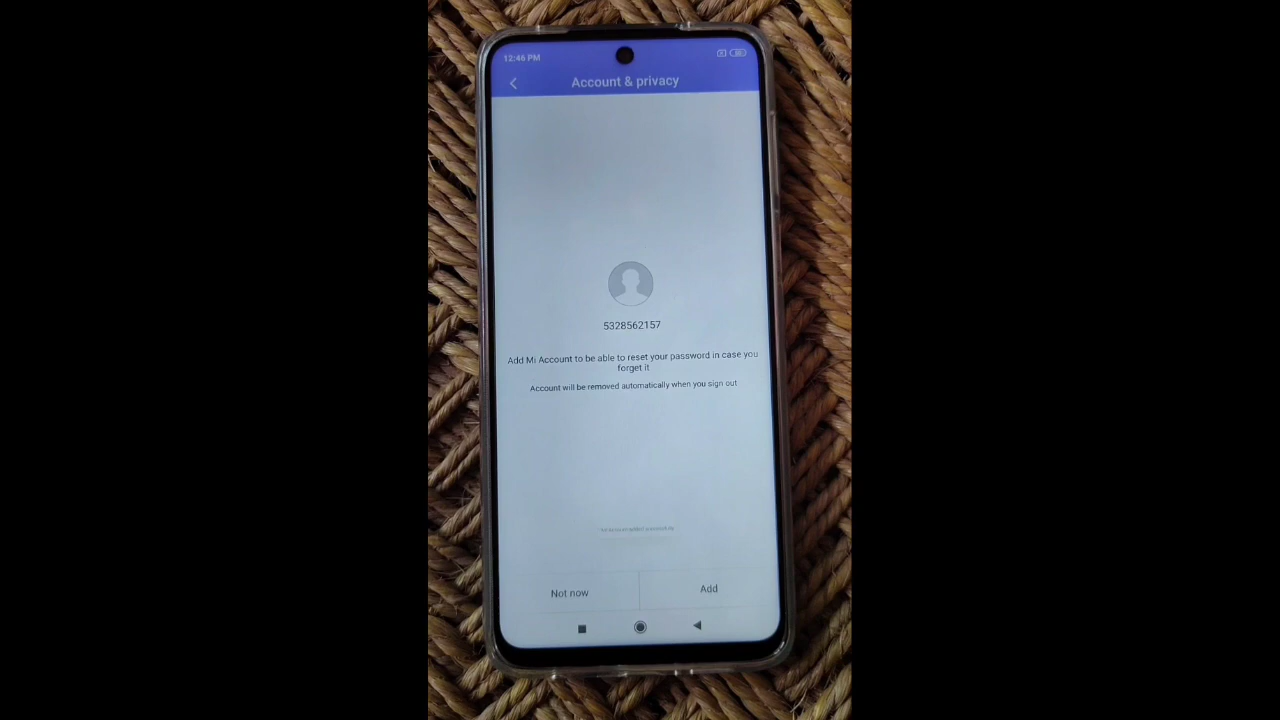 12:46 PM
Account & privacy
5328562157
Add Mi Account to be able to reset your password in case you
forget it
Account will be removed automatically when you sign out
Not now
Add